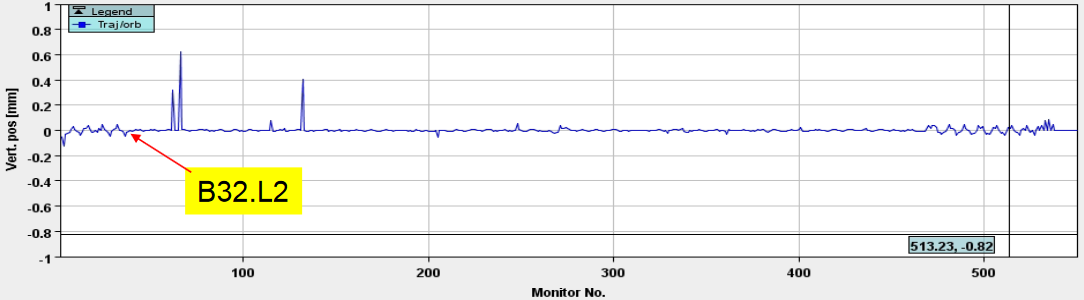 1
Legend
Traj/orb
0.8
0.6
0.4
0.2
0
-0.2
-0.4
-0.6
-0.8
-1
Vert. pos [mm]
B32.L2
513.23, -0.82
100 200 300 400 500
Monitor No.